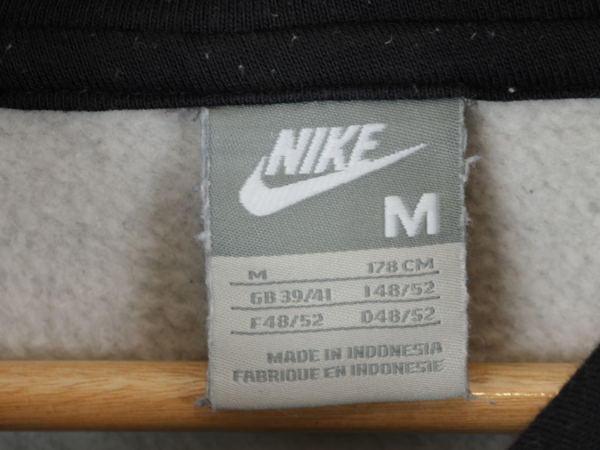 NIKE
M
M 178 CM
GB 39/41 I48/52
F48/52 D48/52
MADE IN INDONESIA
FABRIQUE EN INDONESIE